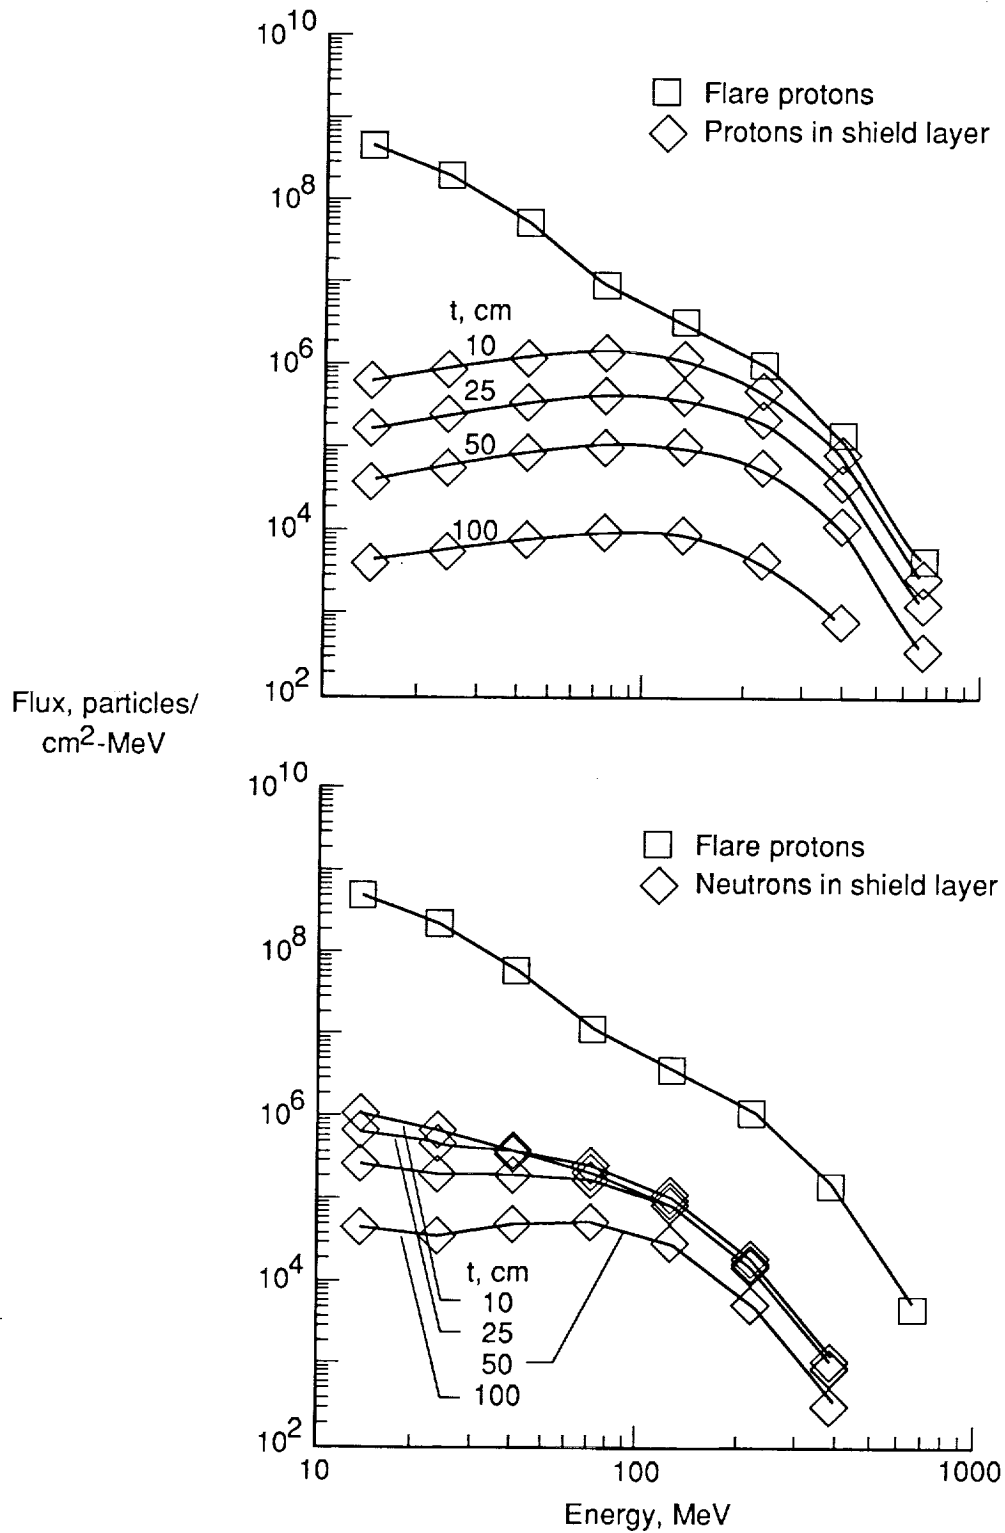 10^10
Flare protons
Protons in shield layer
10^8
t, cm
10
10^6
25
50
10^4
100
10^2
Flux, particles/
cm^2-MeV
10^10
Flare protons
Neutrons in shield layer
10^8
10^6
10^4
t, cm
10
25
50
100
10^2
10
100
1000
Energy, MeV